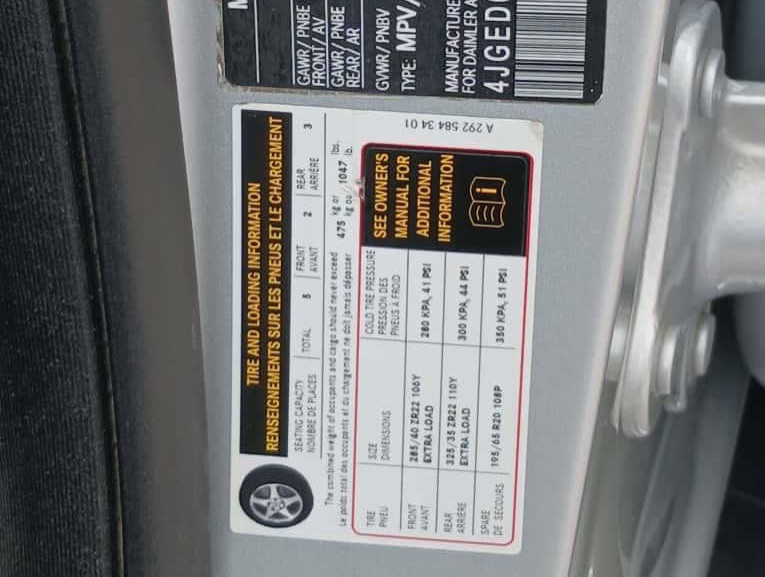 GAWR / PNBE
FRONT / AV
GAWR / PNBE
REAR / AR
GVWR / PNBV
TYPE: MPV/
MANUFACTURE
FOR DAIMLER A
4JGED
TIRE AND LOADING INFORMATION
RENSEIGNEMENTS SUR LES PNEUS ET LE CHARGEMENT
SEATING CAPACITY
NOMBRE DE PLACES
TOTAL 5
FRONT
AVANT 2
REAR
ARRIÈRE 3
The combined weight of occupants and cargo should never exceed 475 kg or 1047 lbs.
Le poids total des occupants et du chargement ne doit jamais dépasser kg ou lb.
TIRE
PNEU
SIZE
DIMENSIONS
COLD TIRE PRESSURE
PRESSION DES
PNEUS À FROID
FRONT
AVANT
285/40 ZR22 106Y
EXTRA LOAD
280 KPA, 41 PSI
REAR
ARRIÈRE
325/35 ZR22 110Y
EXTRA LOAD
300 KPA, 44 PSI
SPARE
DE SECOURS
195/65 R20 108P
350 KPA, 51 PSI
SEE OWNER'S
MANUAL FOR
ADDITIONAL
INFORMATION
A 292 584 34 01